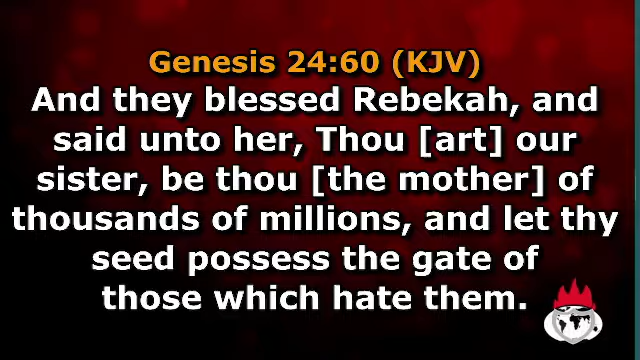 Genesis 24:60 (KJV)
And they blessed Rebekah, and
said unto her, Thou [art] our
sister, be thou [the mother] of
thousands of millions, and let thy
seed possess the gate of
those which hate them.